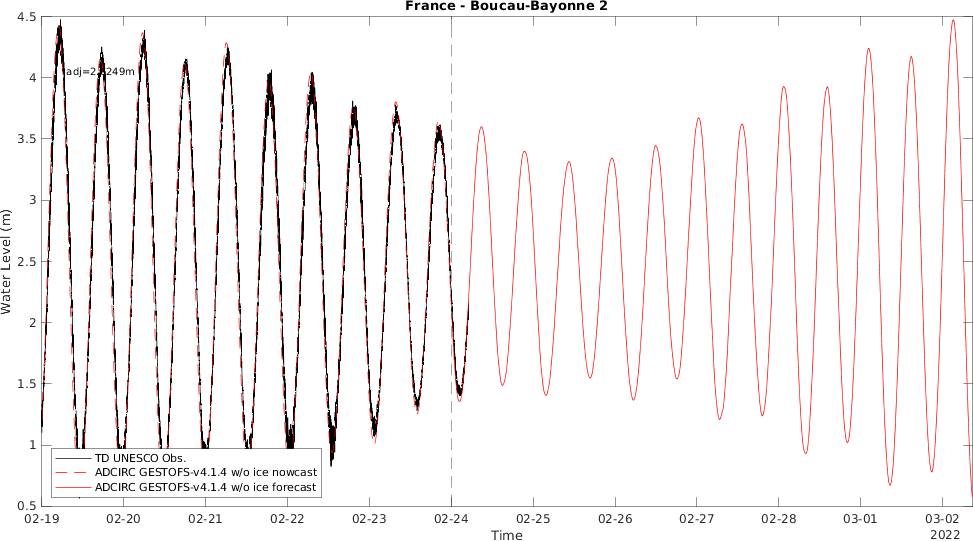 France - Boucau-Bayonne 2
4.5
4
3.5
3
2.5
2
1.5
1
0.5
Water Level (m)
TD UNESCO Obs.
ADCIRC GESTOFS-v4.1.4 w/o ice nowcast
ADCIRC GESTOFS-v4.1.4 w/o ice forecast
02-19 02-20 02-21 02-22 02-23 02-24 02-25 02-26 02-27 02-28 03-01 03-02
2022
Time